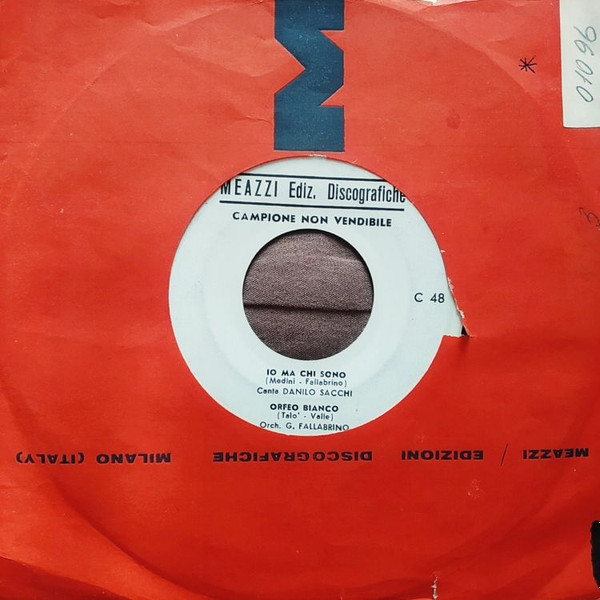 M
01096
*
MEAZZI Ediz. Discografiche
CAMPIONE NON VENDIBILE
C 48
IO MA CHI SONO
(Medini - Fallabrino)
Canta DANILO SACCHI
ORFEO BIANCO
(Talo' - Valle)
Orch. G. FALLABRINO
MEAZZI / EDIZIONI DISCOGRAFICHE MILANO (ITALY)